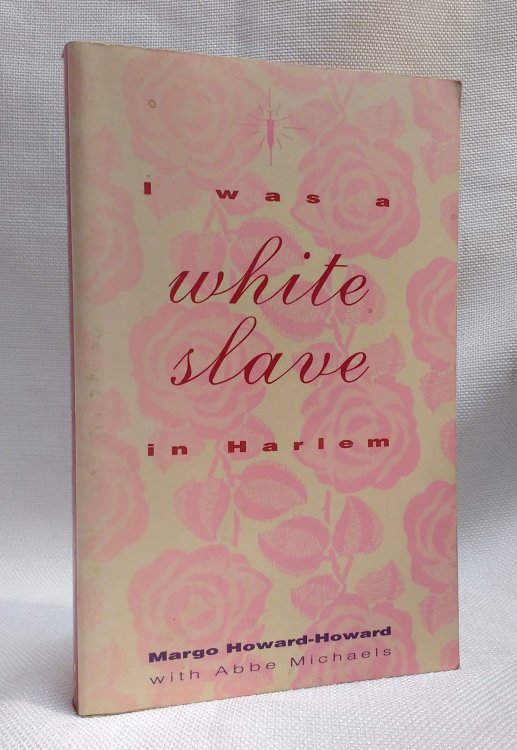 I was a
white
slave
in Harlem
Margo Howard-Howard
with Abbe Michaels